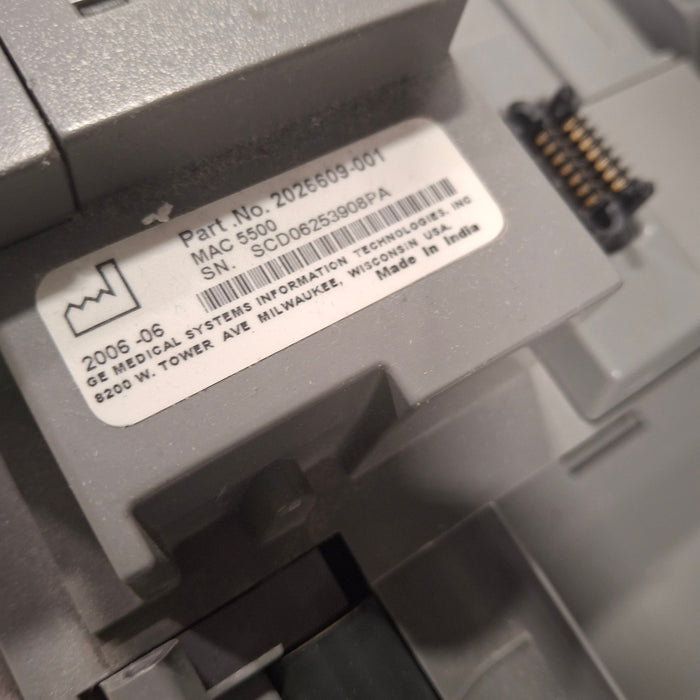 Part .No. 2026609-001
MAC 5500
SN. SCD06253908PA
2006 -06
GE MEDICAL SYSTEMS INFORMATION TECHNOLOGIES, INC
8200 W. TOWER AVE MILWAUKEE, WISCONSIN USA.
Made in India